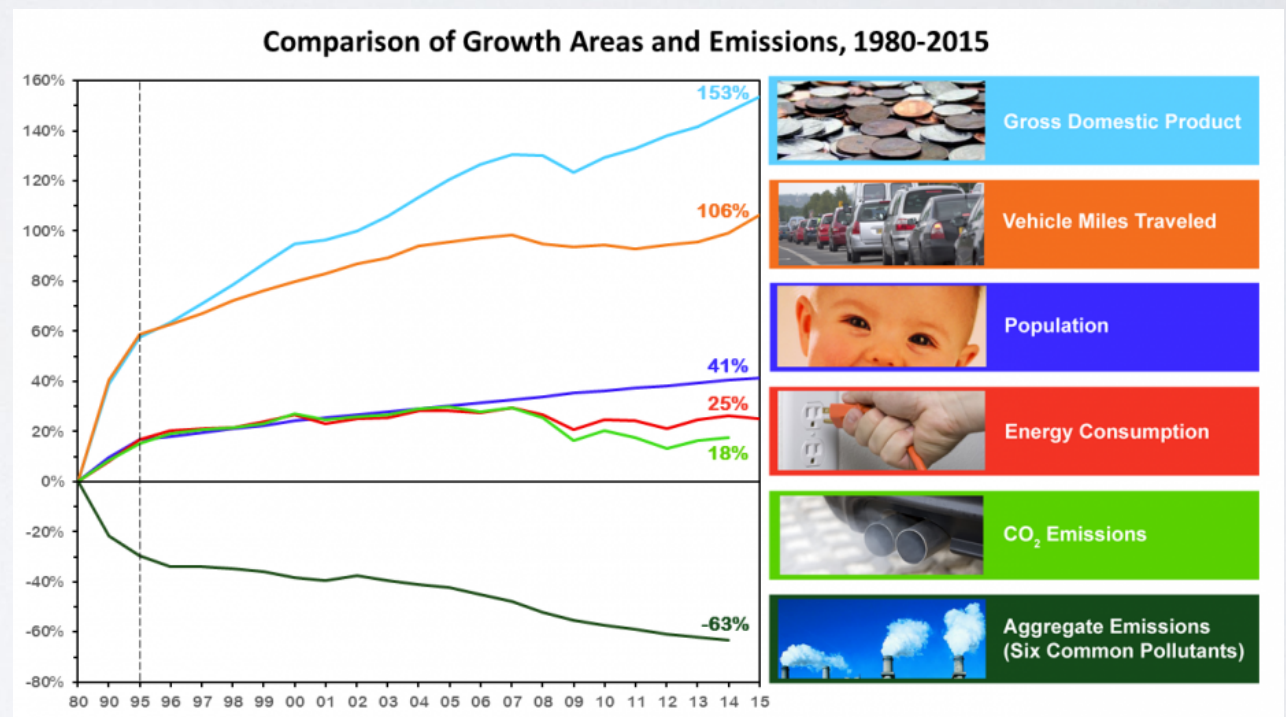 Comparison of Growth Areas and Emissions, 1980-2015
160%
140%
120%
100%
80%
60%
40%
20%
0%
-20%
-40%
-60%
-80%
153%
106%
41%
25%
18%
-63%
80 90 95 96 97 98 99 00 01 02 03 04 05 06 07 08 09 10 11 12 13 14 15
Gross Domestic Product
Vehicle Miles Traveled
Population
Energy Consumption
CO₂ Emissions
Aggregate Emissions
(Six Common Pollutants)